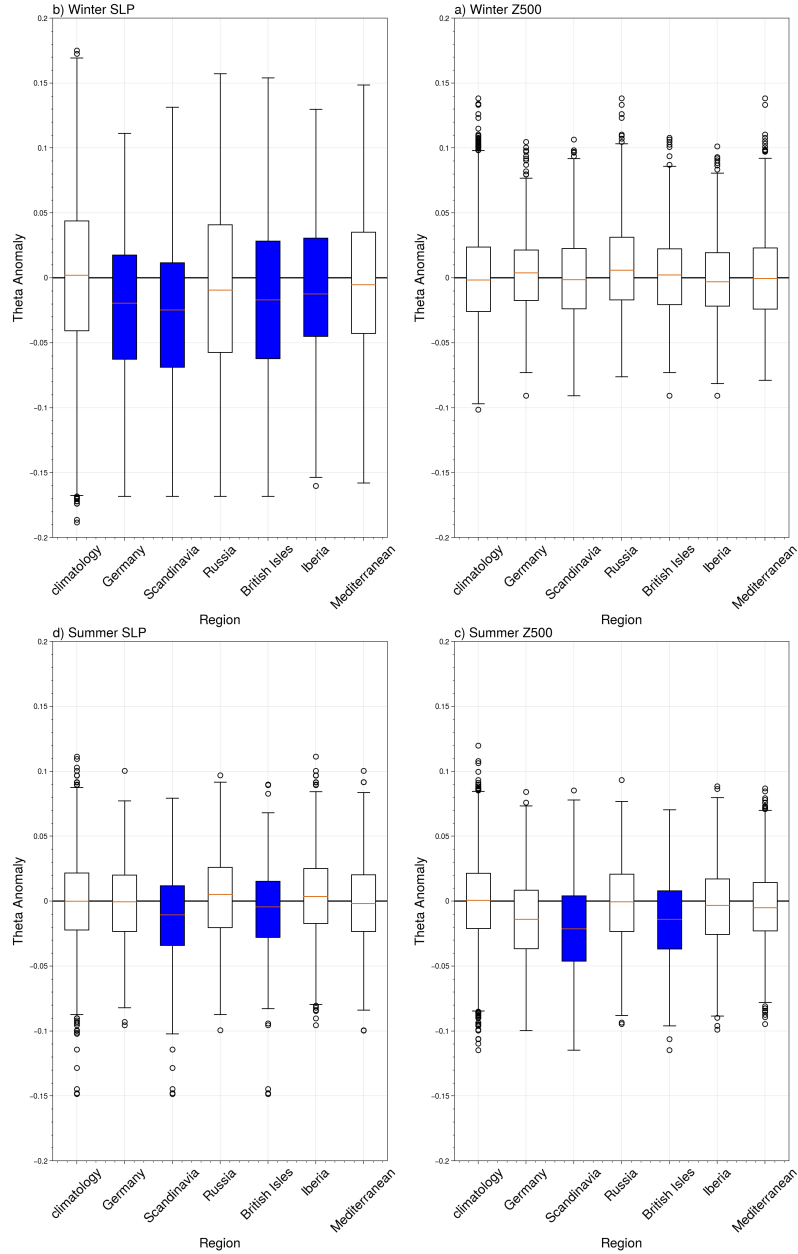 b) Winter SLP
0.2
0.15
0.1
0.05
0
−0.05
−0.1
−0.15
−0.2
Theta Anomaly
climatology
Germany
Scandinavia
Russia
British Isles
Iberia
Mediterranean
Region
a) Winter Z500
0.2
0.15
0.1
0.05
0
−0.05
−0.1
−0.15
−0.2
Theta Anomaly
climatology
Germany
Scandinavia
Russia
British Isles
Iberia
Mediterranean
Region
d) Summer SLP
0.2
0.15
0.1
0.05
0
−0.05
−0.1
−0.15
−0.2
Theta Anomaly
climatology
Germany
Scandinavia
Russia
British Isles
Iberia
Mediterranean
Region
c) Summer Z500
0.2
0.15
0.1
0.05
0
−0.05
−0.1
−0.15
−0.2
Theta Anomaly
climatology
Germany
Scandinavia
Russia
British Isles
Iberia
Mediterranean
Region